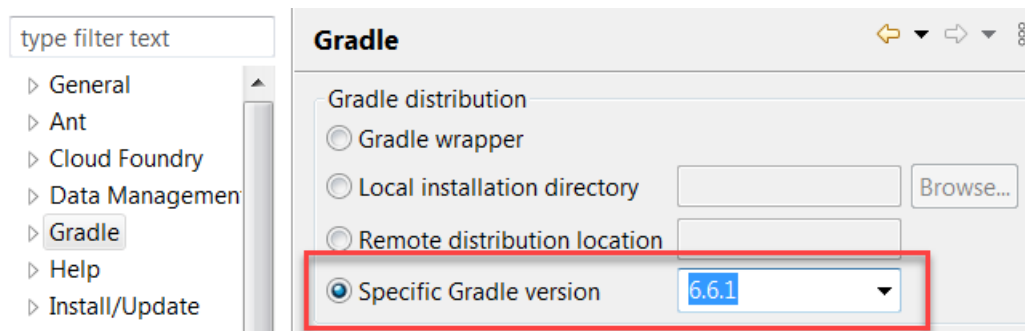 type filter text
General
Ant
Cloud Foundry
Data Managemen
Gradle
Help
Install/Update
Gradle
Gradle distribution
Gradle wrapper
Local installation directory
Browse...
Remote distribution location
Specific Gradle version
6.6.1